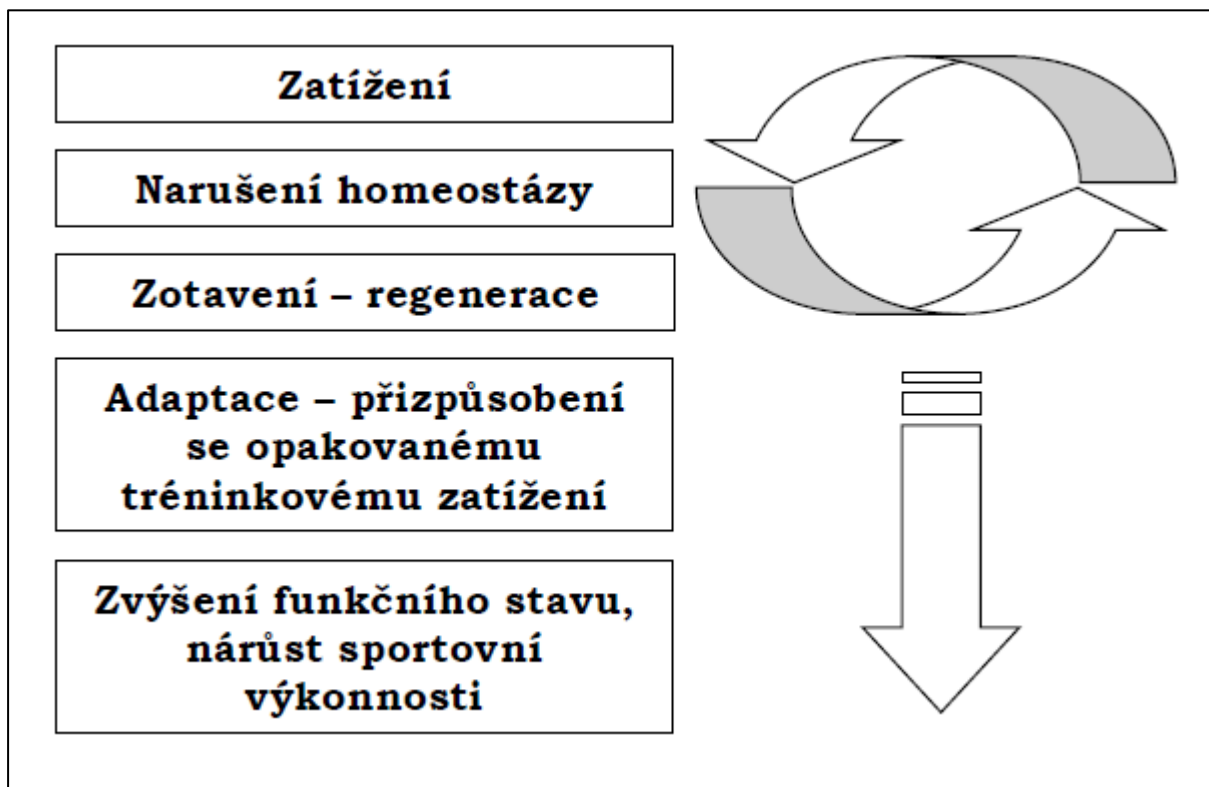 Zatížení
Narušení homeostázy
Zotavení – regenerace
Adaptace – přizpůsobení
se opakovanému
tréninkovému zatížení
Zvýšení funkčního stavu,
nárůst sportovní
výkonnosti